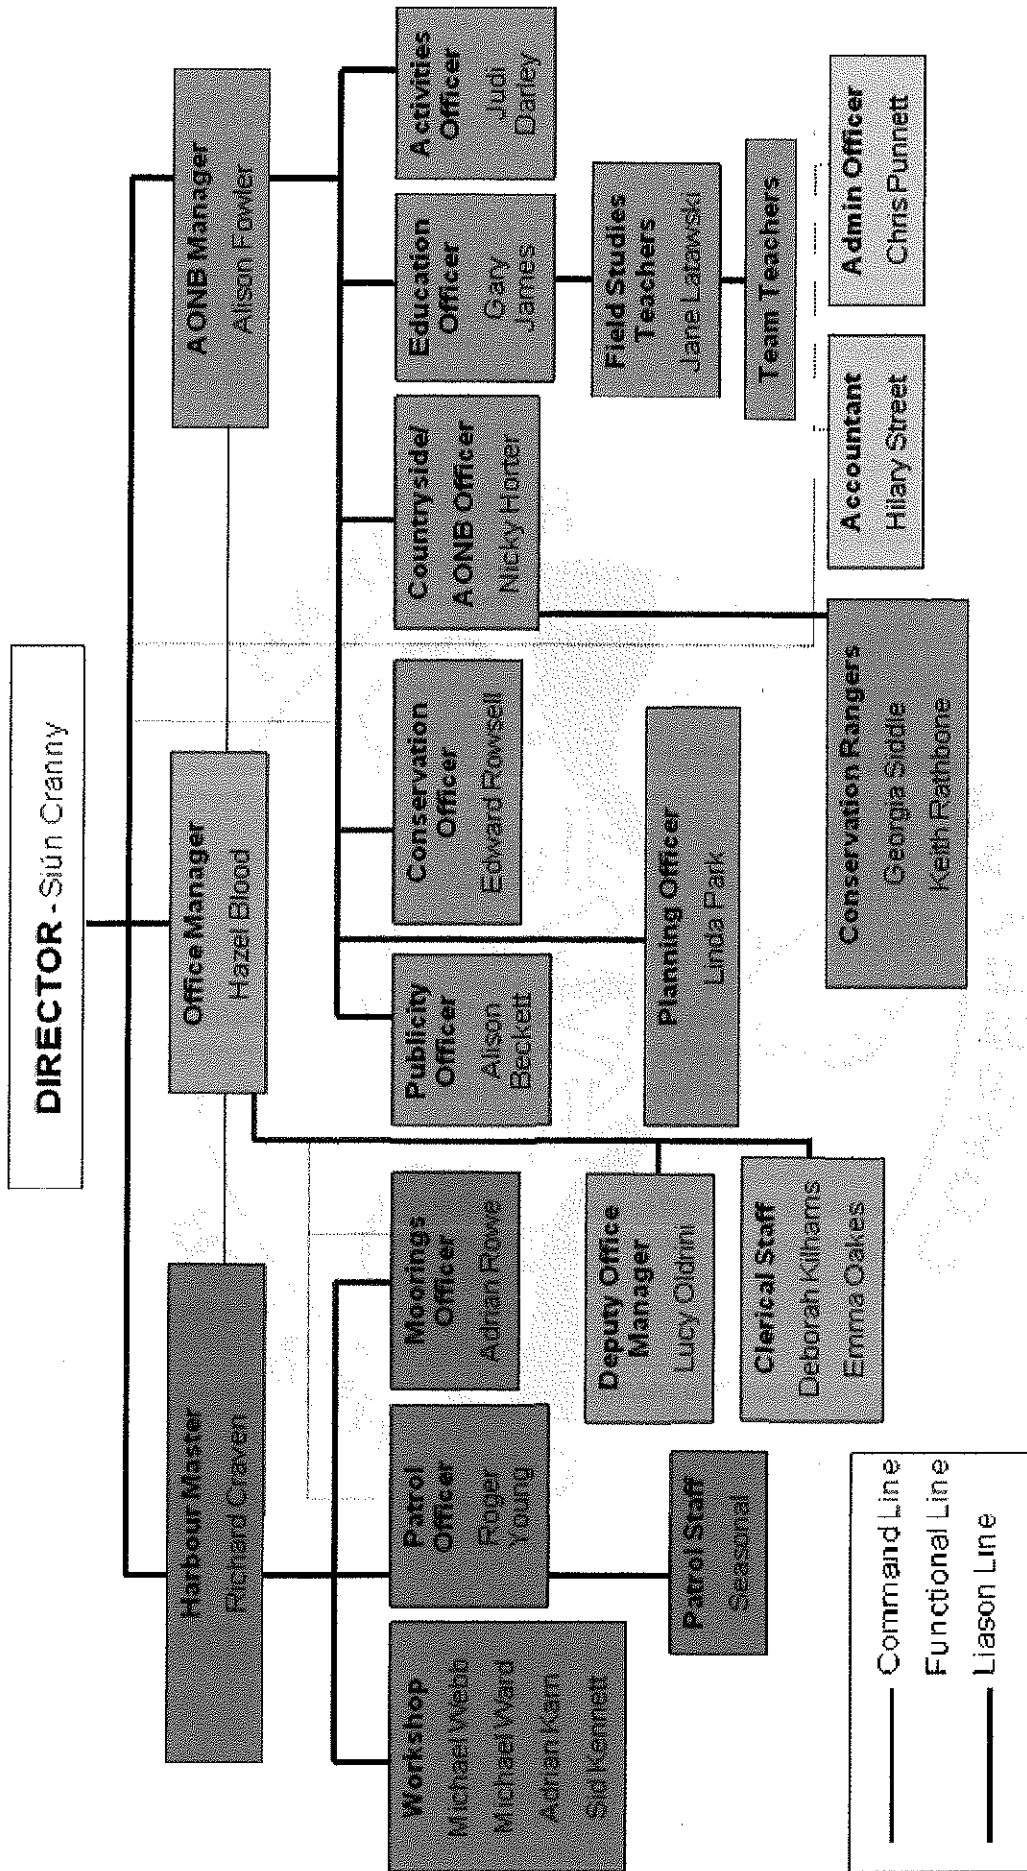 DIRECTOR - Siún Cranny
Harbour Master
Richard Craven
Office Manager
Hazel Blood
AONB Manager
Alison Fowler
Workshop
Michael Webb
Michael Ward
Adrian Karn
Sid Kennett
Patrol
Officer
Roger
Young
Moorings
Officer
Adrian Rowe
Publicity
Officer
Alison
Beckett
Conservation
Officer
Edward Rowsell
Countryside/
AONB Officer
Nicky Horter
Education
Officer
Gary
James
Activities
Officer
Judi
Darley
Patrol Staff
Seasonal
Deputy Office
Manager
Lucy Oldnni
Clerical Staff
Deborah Kilhams
Emma Oakes
Planning Officer
Linda Park
Field Studies
Teachers
Jane Latawski
Team Teachers
Conservation Rangers
Georgia Siddle
Keith Rathbone
Accountant
Hilary Street
Admin Officer
Chris Punnett
Command Line
Functional Line
Liason Line